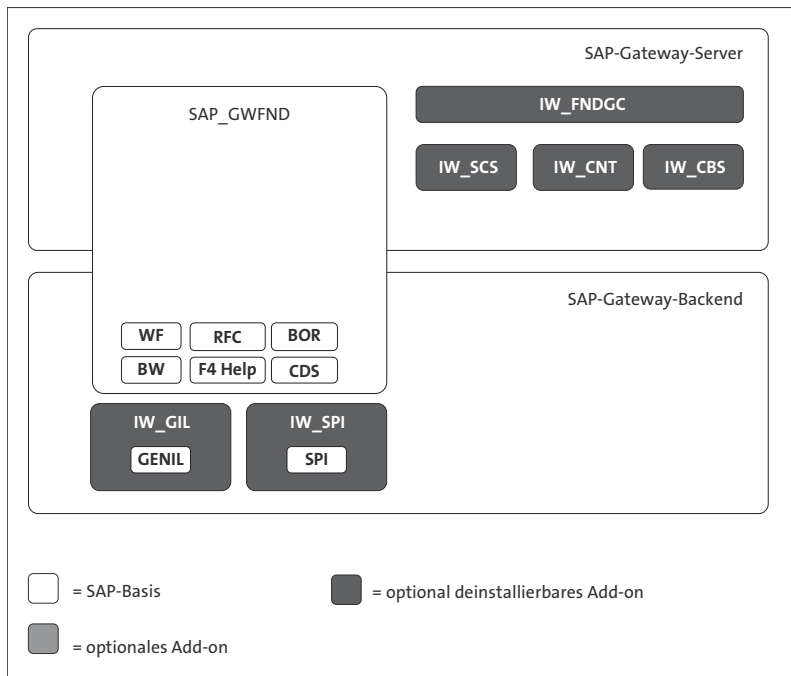 SAP-Gateway-Server
SAP_GWFND
IW_FNDGC
IW_SCS
IW_CNT
IW_CBS
SAP-Gateway-Backend
WF
RFC
BOR
BW
F4 Help
CDS
IW_GIL
GENIL
IW_SPI
SPI
= SAP-Basis
= optional deinstallierbares Add-on
= optionales Add-on